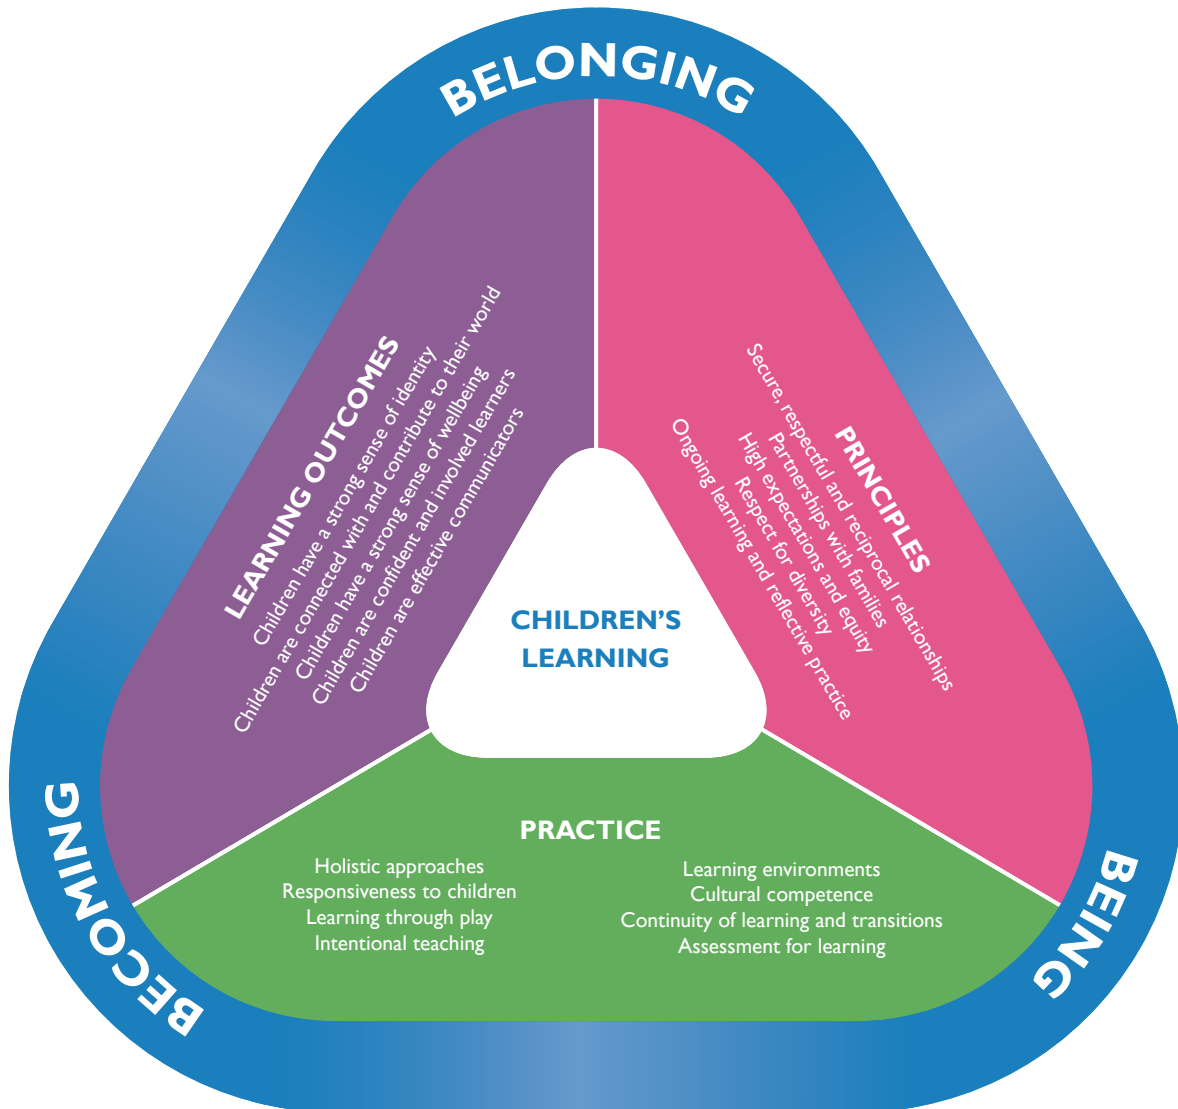 BELONGING
LEARNING OUTCOMES
Children have a strong sense of identity
Children are connected with and contribute to their world
Children have a strong sense of wellbeing
Children are confident and involved learners
Children are effective communicators
PRINCIPLES
Secure, respectful and reciprocal relationships
Partnerships with families
High expectations and equity
Respect for diversity
Ongoing learning and reflective practice
CHILDREN’S
LEARNING
PRACTICE
Holistic approaches
Responsiveness to children
Learning through play
Intentional teaching
Learning environments
Cultural competence
Continuity of learning and transitions
Assessment for learning
BECOMING
BEING